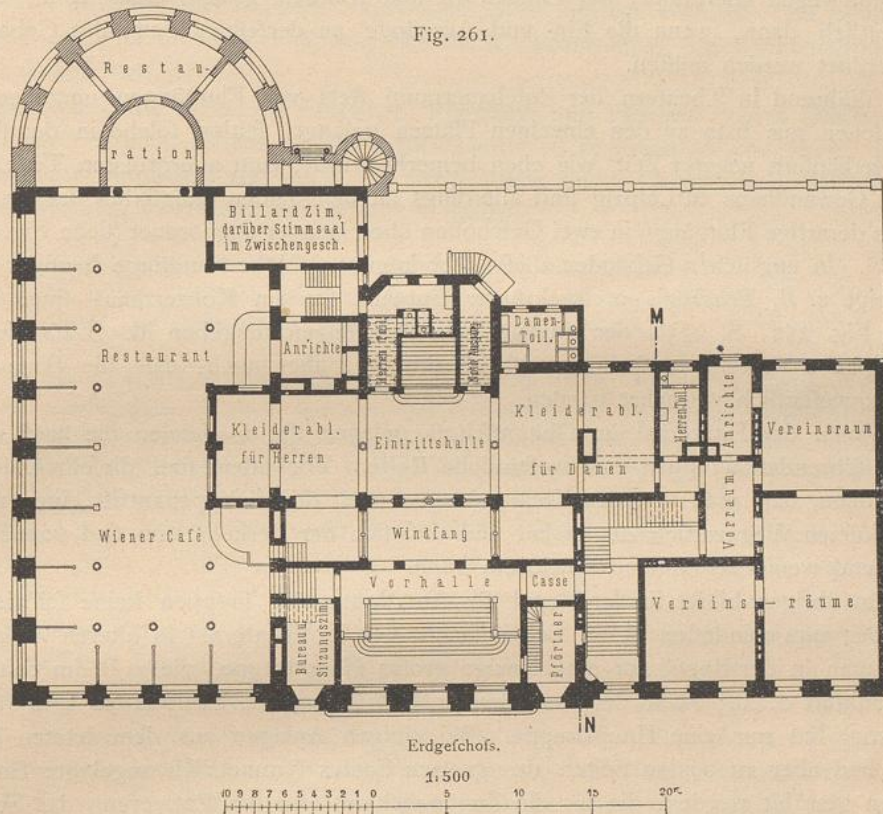 Fig. 261.
Restau-
ration
Billard Zim,
darüber Stimmsaal
im Zwischengesch.
Restaurant
Anrichte
Herren-Toil.
Damen-
Toil.
M
Kleiderabl.
für Herren
Eintrittshalle
Kleiderabl.
für Damen
Herren-Toil.
Anrichte
Vereinsraum
Wiener Café
Windfang
Vorraum
Vorhalle
Casse
Bureau u.
Sitzungszim.
Pförtner
Vereins-räume
N
Erdgeſchoſs.
1:500
10 9 8 7 6 5 4 3 2 1 0 5 10 15 20m